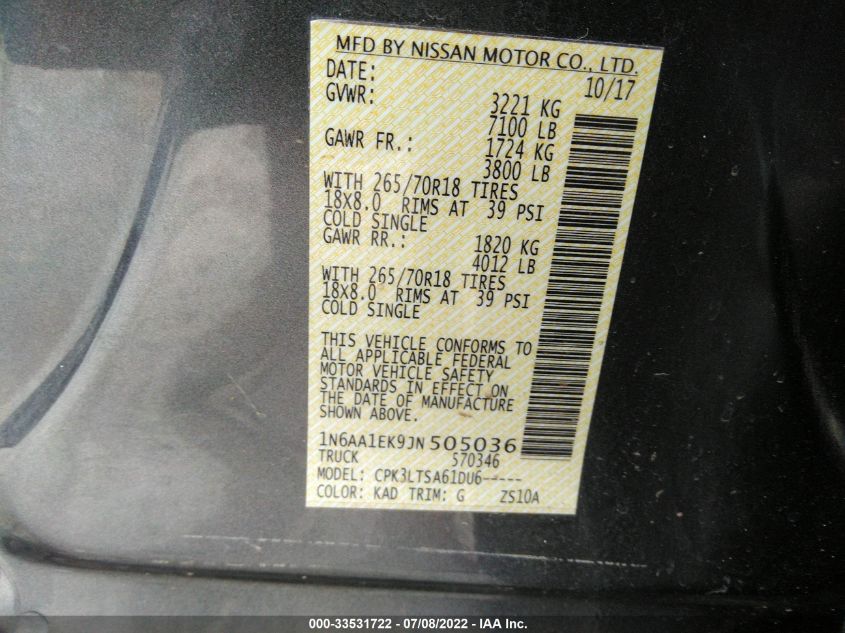 MFD BY NISSAN MOTOR CO., LTD.
DATE: 10/17
GVWR: 3221 KG
7100 LB
GAWR FR.: 1724 KG
3800 LB
WITH 265/70R18 TIRES
18X8.0 RIMS AT 39 PSI
COLD SINGLE
GAWR RR.: 1820 KG
4012 LB
WITH 265/70R18 TIRES
18X8.0 RIMS AT 39 PSI
COLD SINGLE
THIS VEHICLE CONFORMS TO
ALL APPLICABLE FEDERAL
MOTOR VEHICLE SAFETY
STANDARDS IN EFFECT ON
THE DATE OF MANUFACTURE
SHOWN ABOVE.
1N6AA1EK9JN505036
TRUCK 570346
MODEL: CPK3LTSA61DU6-----
COLOR: KAD TRIM: G ZS10A
000-33531722 - 07/08/2022 - IAA Inc.